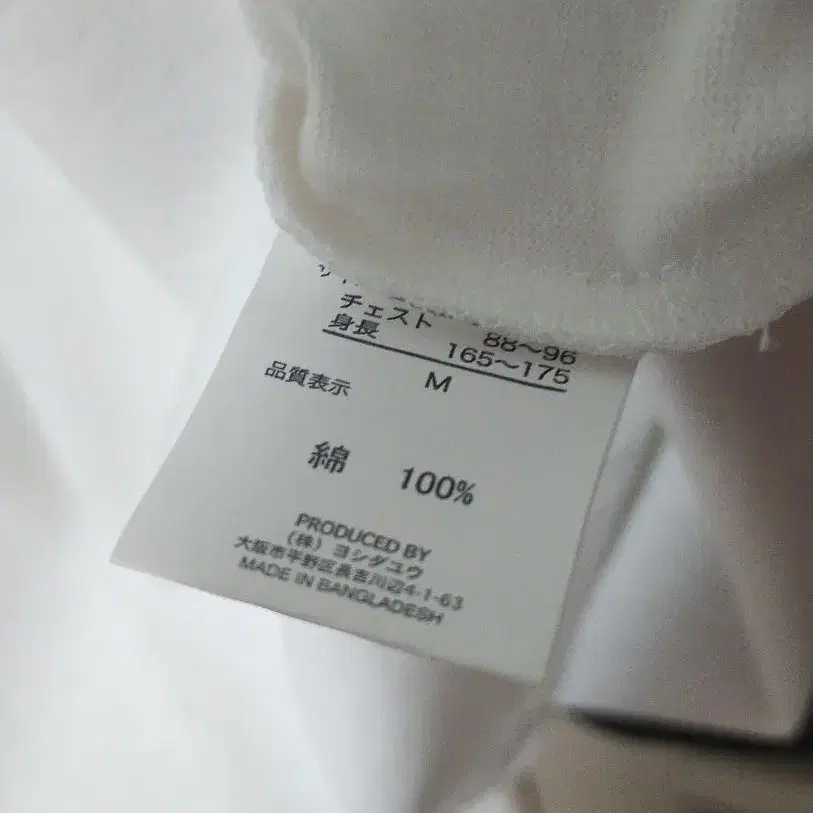 チェスト 88～96
身長 165～175
M
品質表示
綿 100%
PRODUCED BY
（株）ヨシダユウ
大阪市平野区長吉川辺4-1-63
MADE IN BANGLADESH